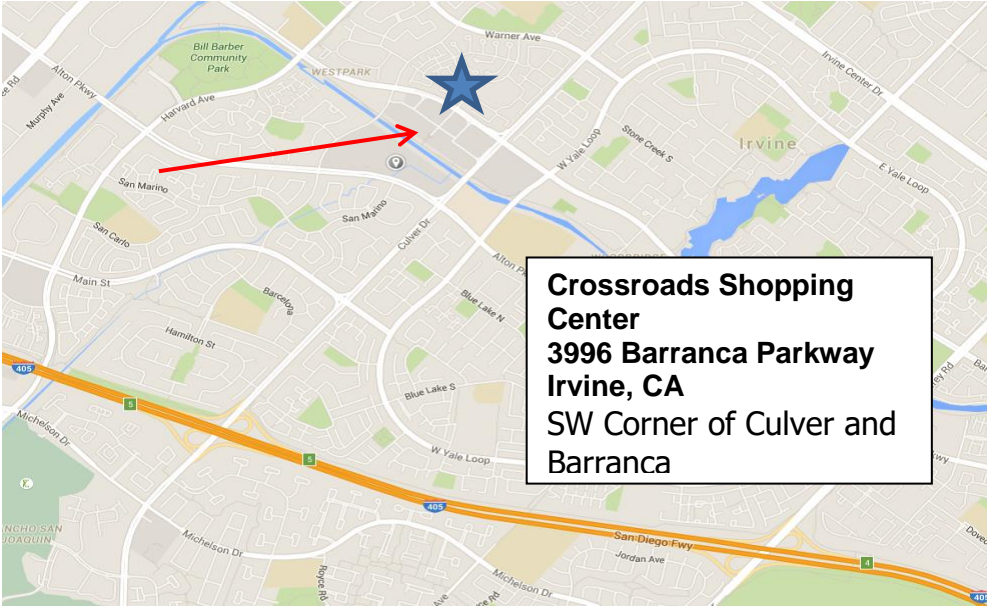 Warner Ave
Bill Barber
Community
Park
Irvine Center Dr
WESTPARK
Alton Pkwy
Murphy Ave
Harvard Ave
Stone Creek S
Irvine
W Yale Loop
E Yale Loop
San Marino
San Marino
Culver Dr
San Carlo
Alton
Main St
Barcelona
Blue Lake N
Hamilton St
Crossroads Shopping
Center
3996 Barranca Parkway
Irvine, CA
SW Corner of Culver and
Barranca
405
5
Blue Lake S
Michelson Dr
W Yale Loop
5
405
San Diego Fwy
Michelson Dr
Jordan Ave
4
Royce Rd
Michelson Dr
405